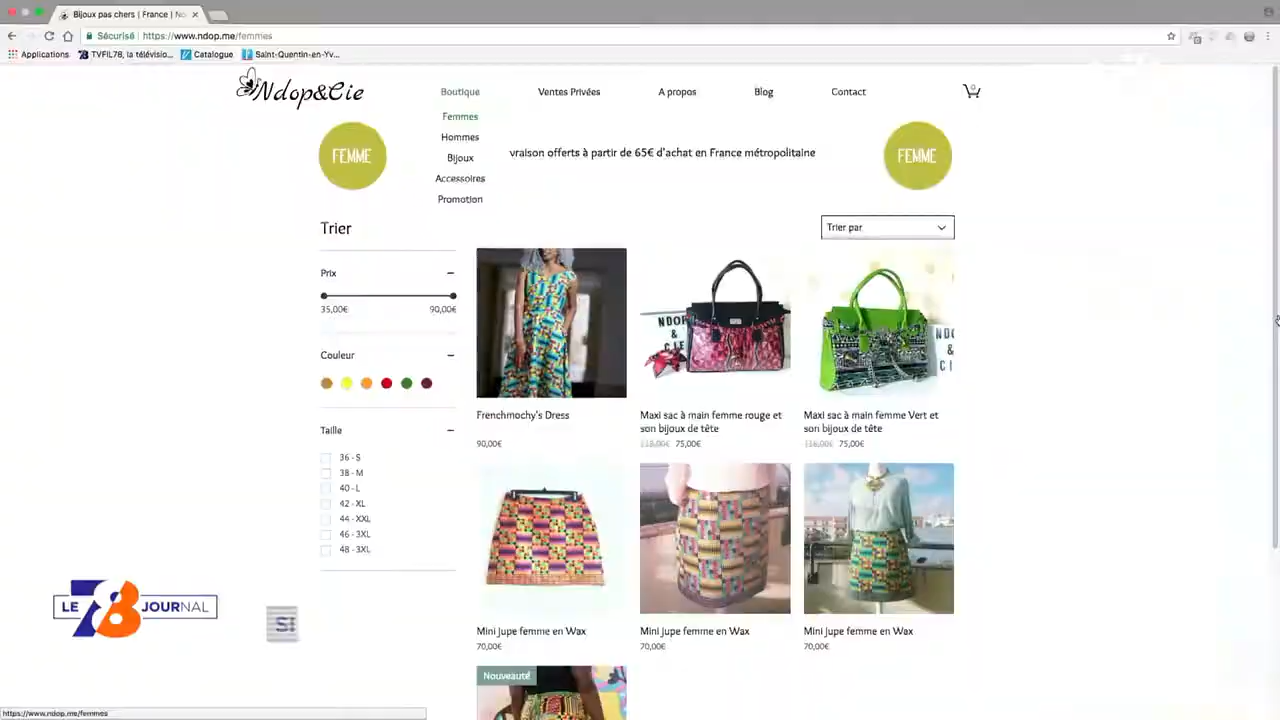 Bijoux pas chers | France | No
Sécurisé
https://www.ndop.me/femmes
Applications
TVFIL78, la télévisio...
Catalogue
Saint-Quentin-en-Yv...
Ndop&Cie
Boutique
Ventes Privées
A propos
Blog
Contact
0
Femmes
Hommes
Bijoux
Accessoires
Promotion
FEMME
vraison offerts à partir de 65€ d'achat en France métropolitaine
FEMME
Trier
Trier par
Prix
35,00€
90,00€
Couleur
Taille
36 - S
38 - M
40 - L
42 - XL
44 - XXL
46 - 3XL
48 - 3XL
NDOP
& C
CIE
NDO
&
C
Frenchmochy's Dress
90,00€
Maxi sac à main femme rouge et
son bijoux de tête
75,00€
Maxi sac à main femme Vert et
son bijoux de tête
75,00€
Mini jupe femme en Wax
70,00€
Mini jupe femme en Wax
70,00€
Mini jupe femme en Wax
70,00€
Nouveauté!
LE 78 JOURNAL
S!
https://www.ndop.me/femmes